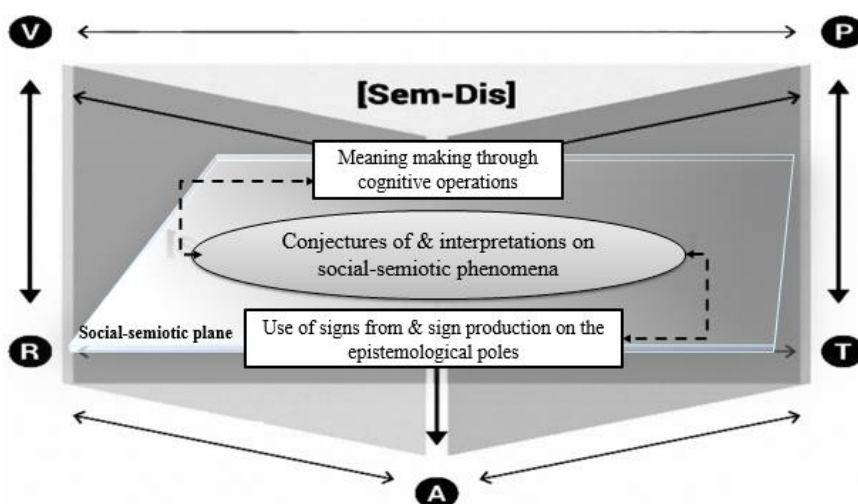 V
P
[Sem-Dis]
Meaning making through
cognitive operations
Conjectures of & interpretations on
social-semiotic phenomena
Social-semiotic plane
Use of signs from & sign production on the
epistemological poles
R
T
A